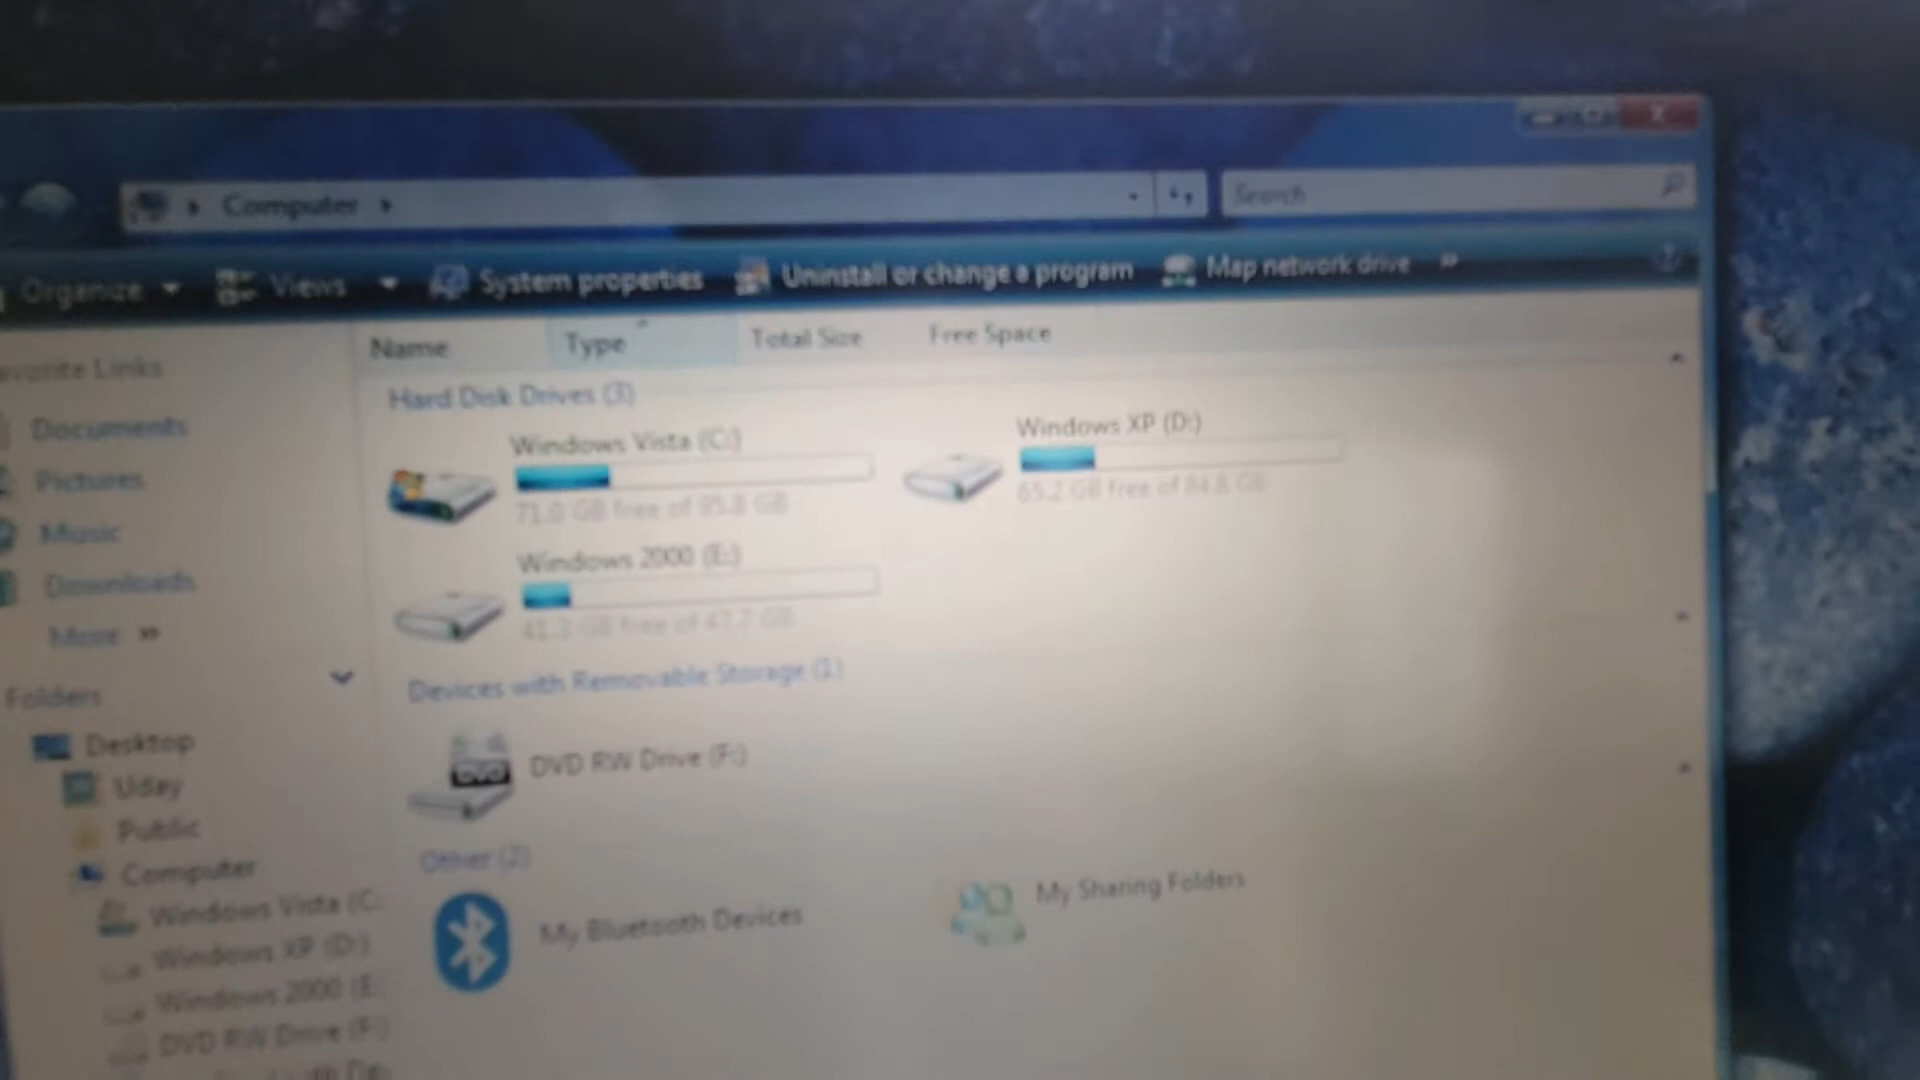 Computer
Search
Organize Views System properties Uninstall or change a program Map network drive »
Name Type Total Size Free Space
Favorite Links
Documents
Pictures
Music
Downloads
More »
Folders
Desktop
Uday
Public
Computer
Windows Vista (C:
Windows XP (D:)
Windows 2000 (E:
DVD RW Drive (F:)
Hard Disk Drives (3)
Windows Vista (C:)
71.0 GB free of 95.8 GB
Windows XP (D:)
65.2 GB free of 84.8 GB
Windows 2000 (E:)
41.3 GB free of 47.7 GB
Devices with Removable Storage (1)
DVD RW Drive (F:)
DVD
Other (2)
My Bluetooth Devices
My Sharing Folders